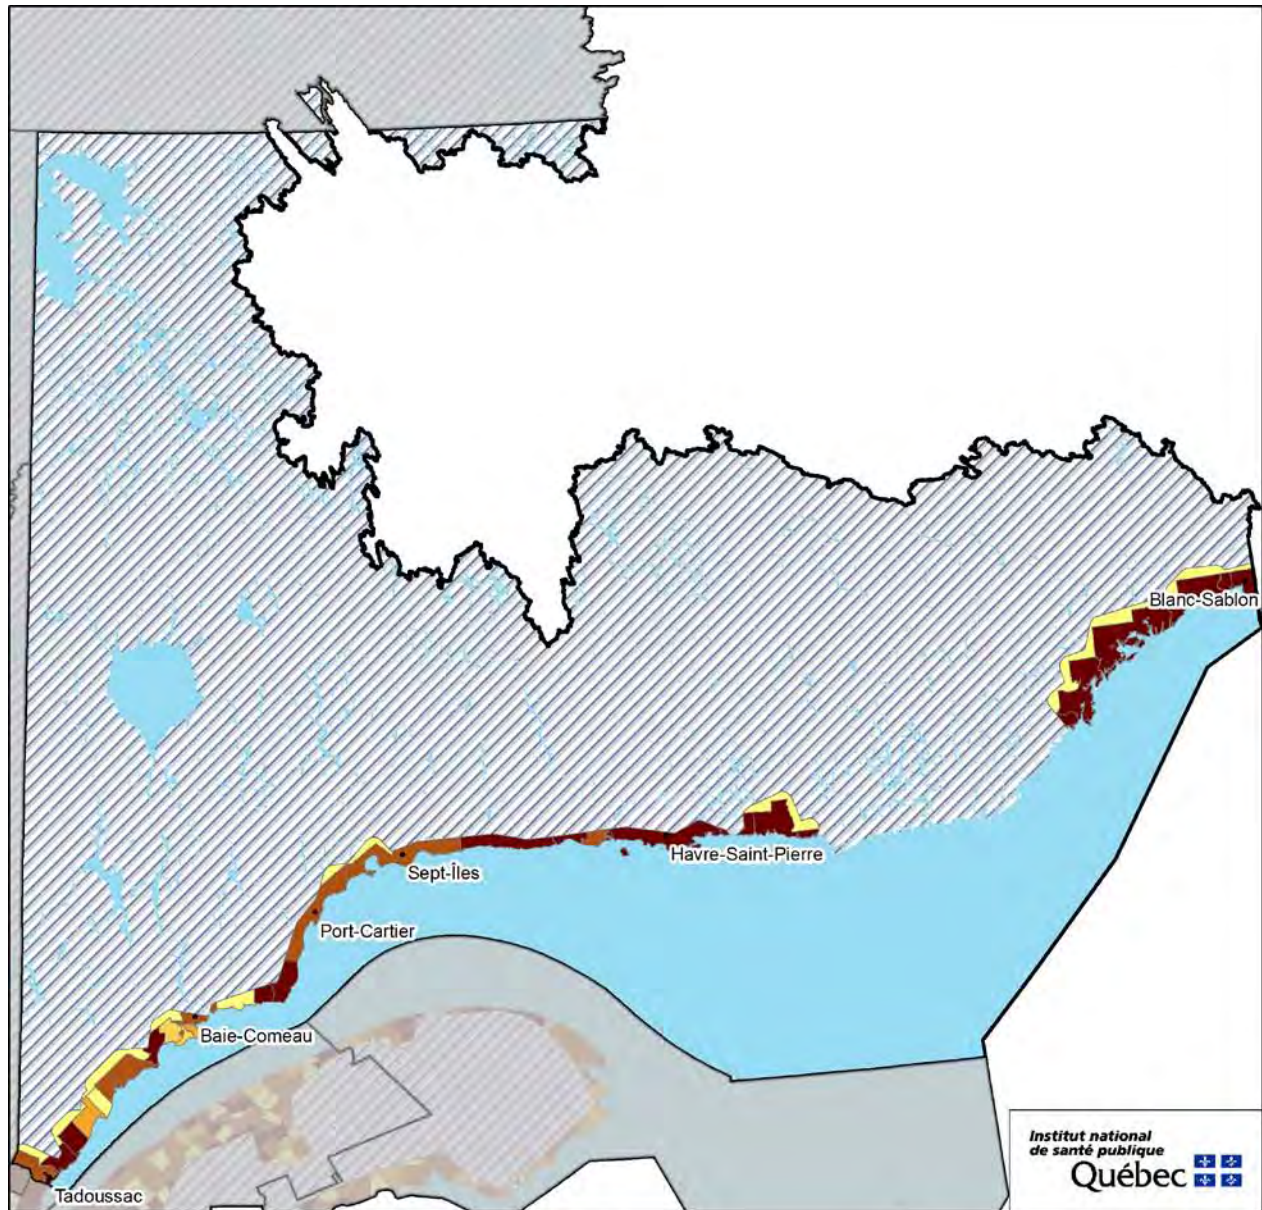 Blanc-Sablon
Havre-Saint-Pierre
Sept-Îles
Port-Cartier
Baie-Comeau
Tadoussac
Institut national
de santé publique
Québec